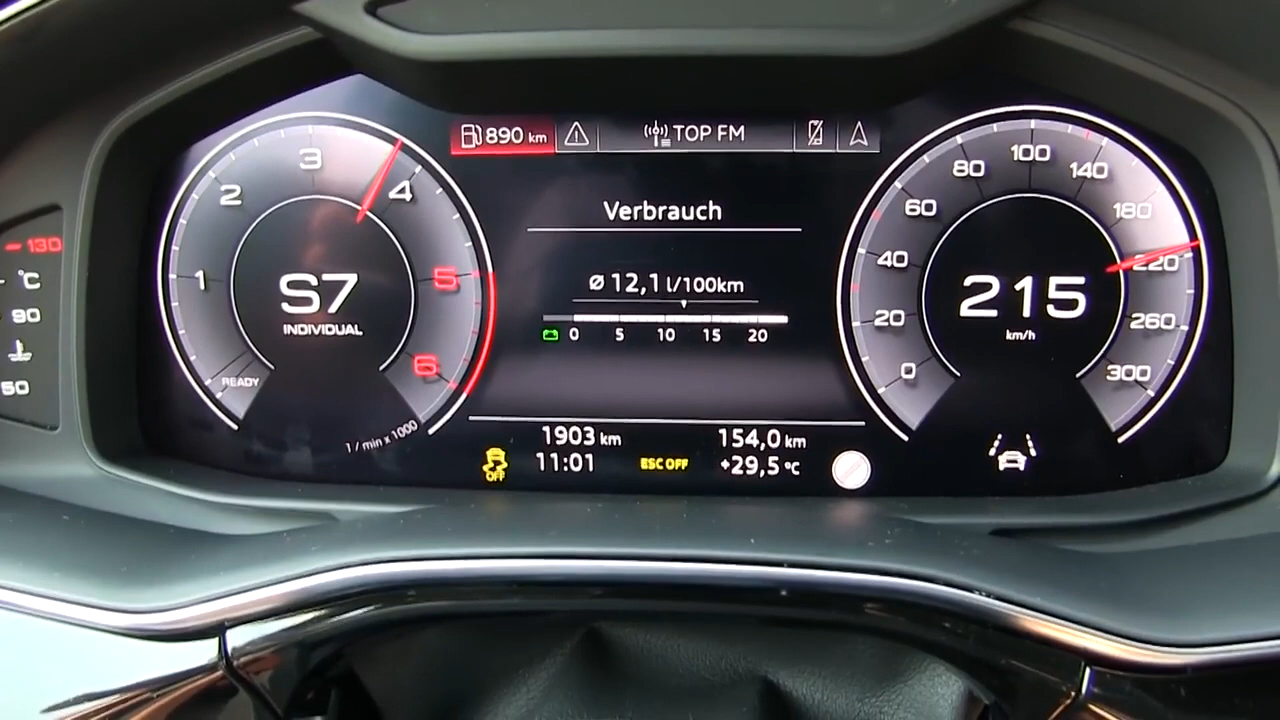 890 km
TOP FM
Verbrauch
Ø 12,1 l/100km
0 5 10 15 20
1903 km 154,0 km
11:01 ESC OFF +29,5 °C
OFF
READY 1 2 3 4 5 6
S7
INDIVIDUAL
1 / min x 1000
0 20 40 60 80 100 140 180 220 260 300
215
km/h
130
°C
90
50